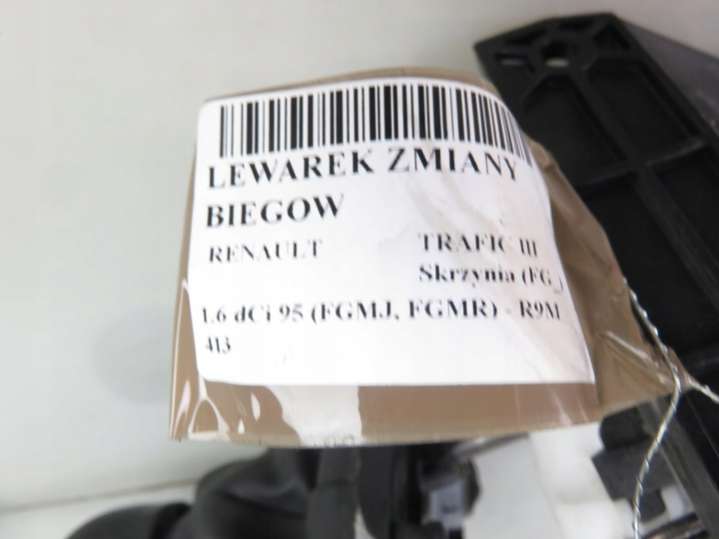 LEWAREK ZMIANY
BIEGOW
RENAULT TRAFIC III
Skrzynia (FG_)
1.6 dCi 95 (FGMJ, FGMR) - R9M
413